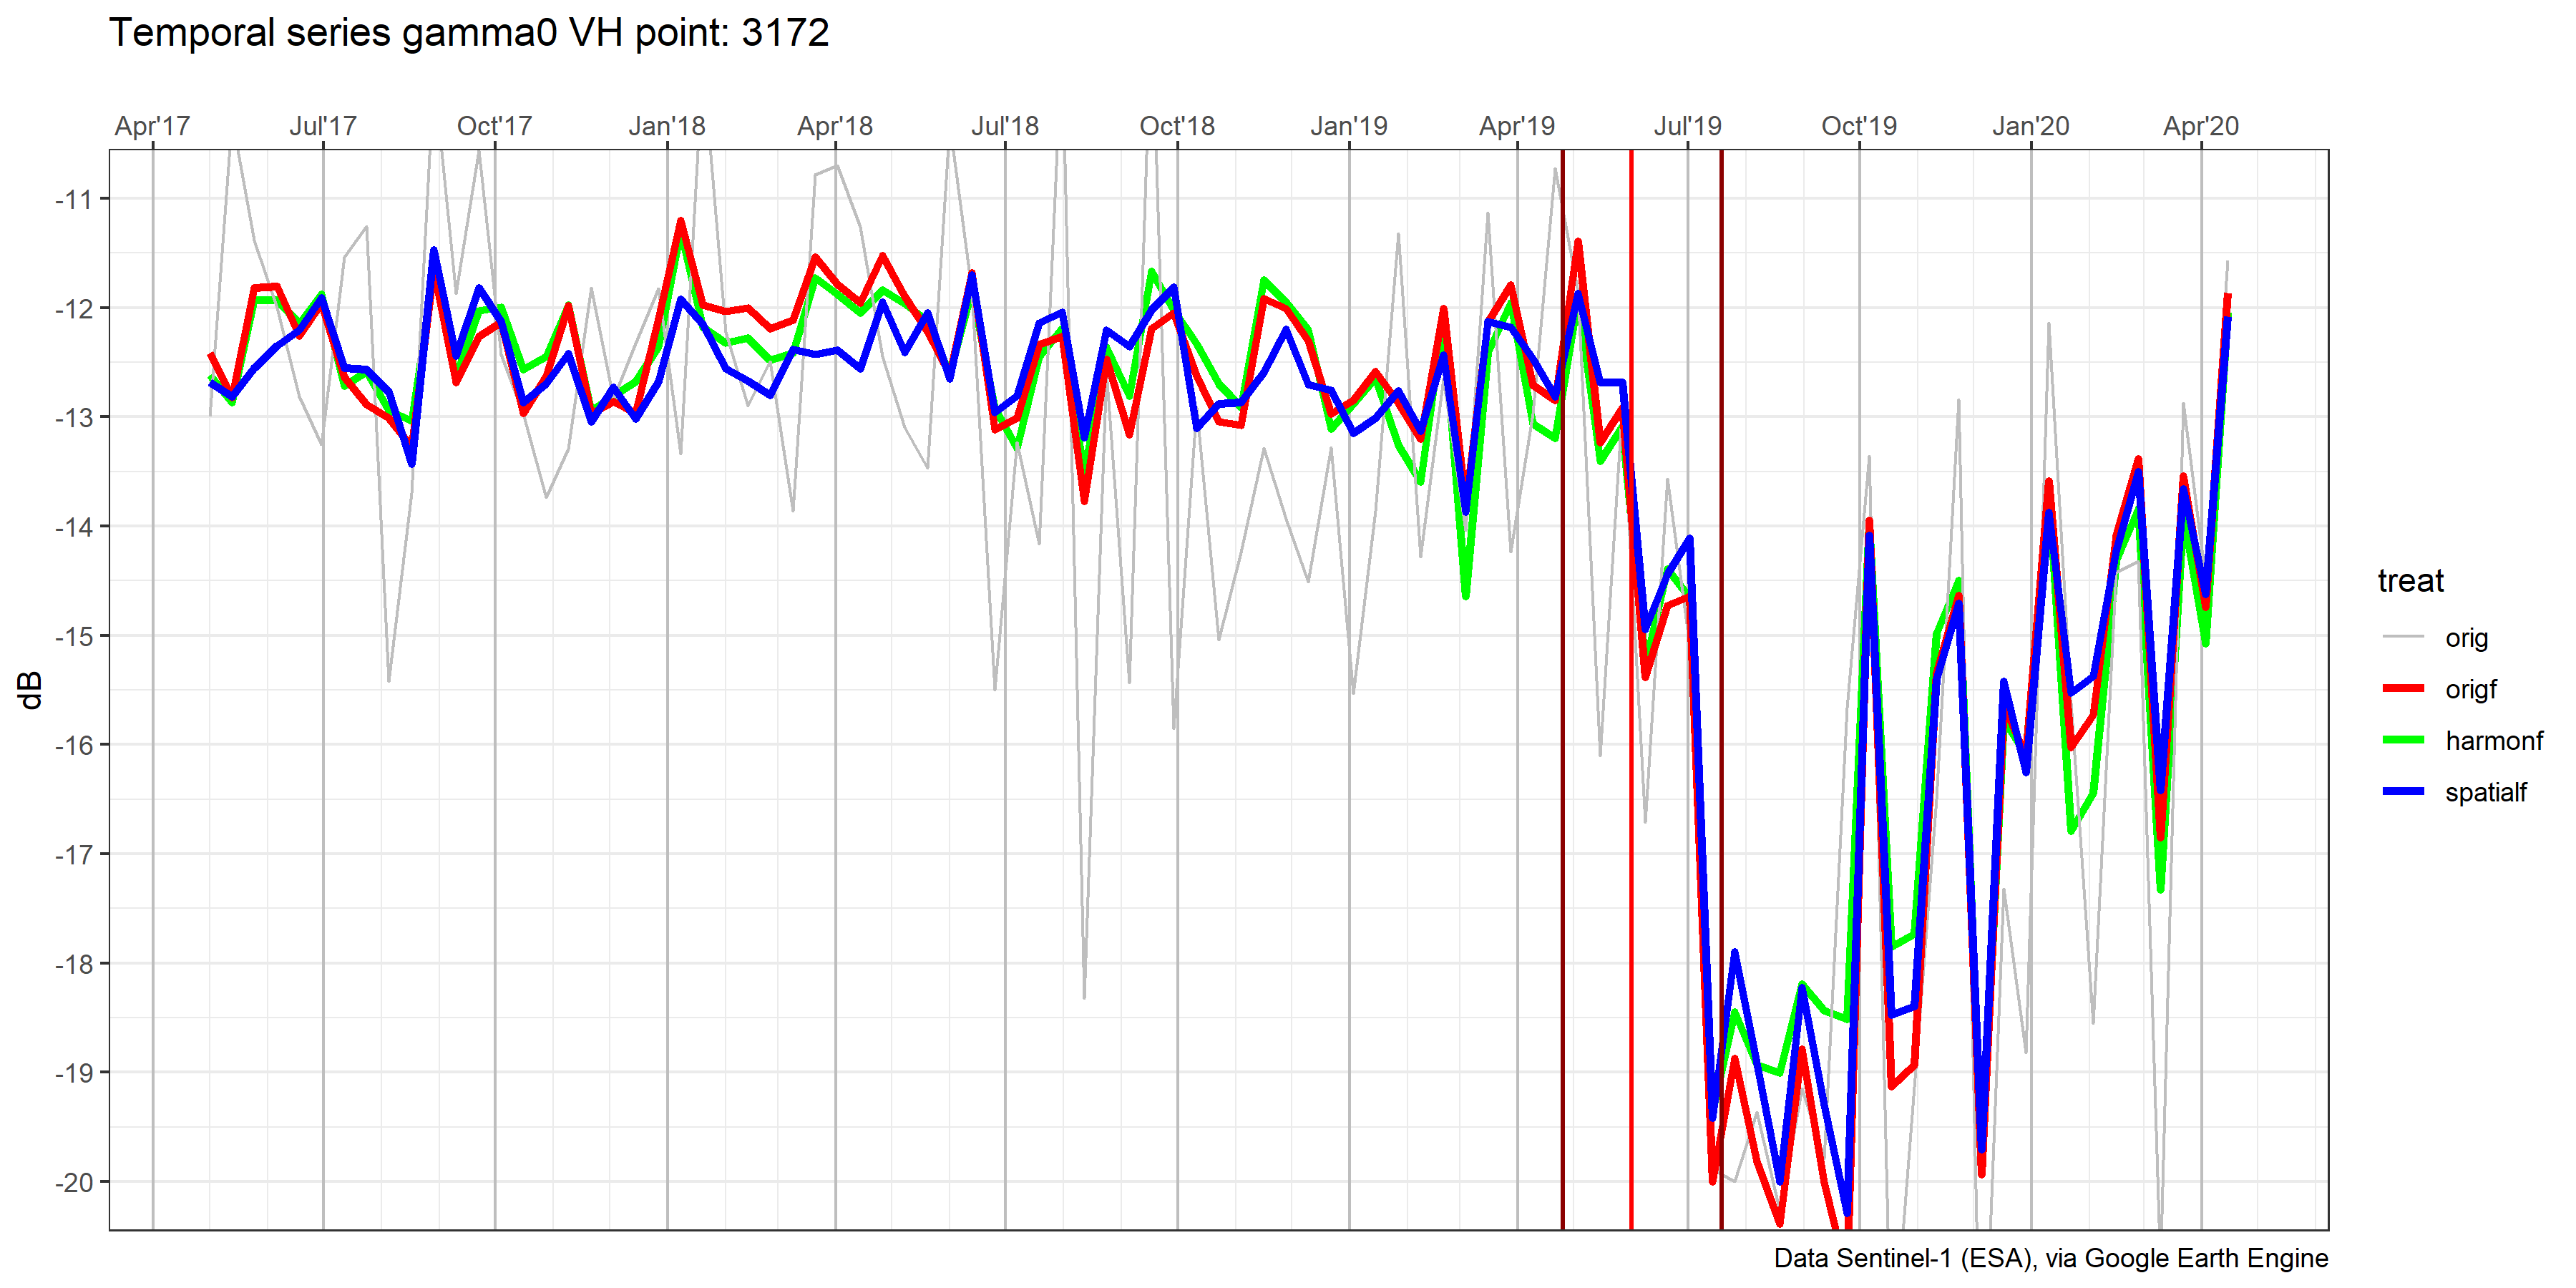 Temporal series gamma0 VH point: 3172
Apr'17 Jul'17 Oct'17 Jan'18 Apr'18 Jul'18 Oct'18 Jan'19 Apr'19 Jul'19 Oct'19 Jan'20 Apr'20
-11
-12
-13
-14
-15
-16
-17
-18
-19
-20
dB
treat
orig
origf
harmonf
spatialf
Data Sentinel-1 (ESA), via Google Earth Engine